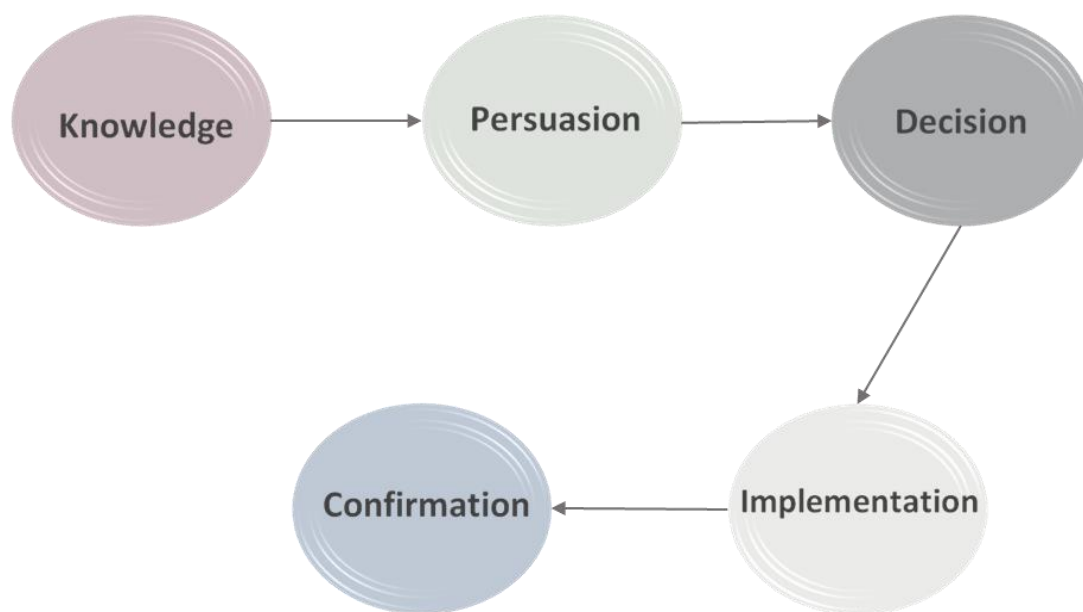 Knowledge
Persuasion
Decision
Implementation
Confirmation